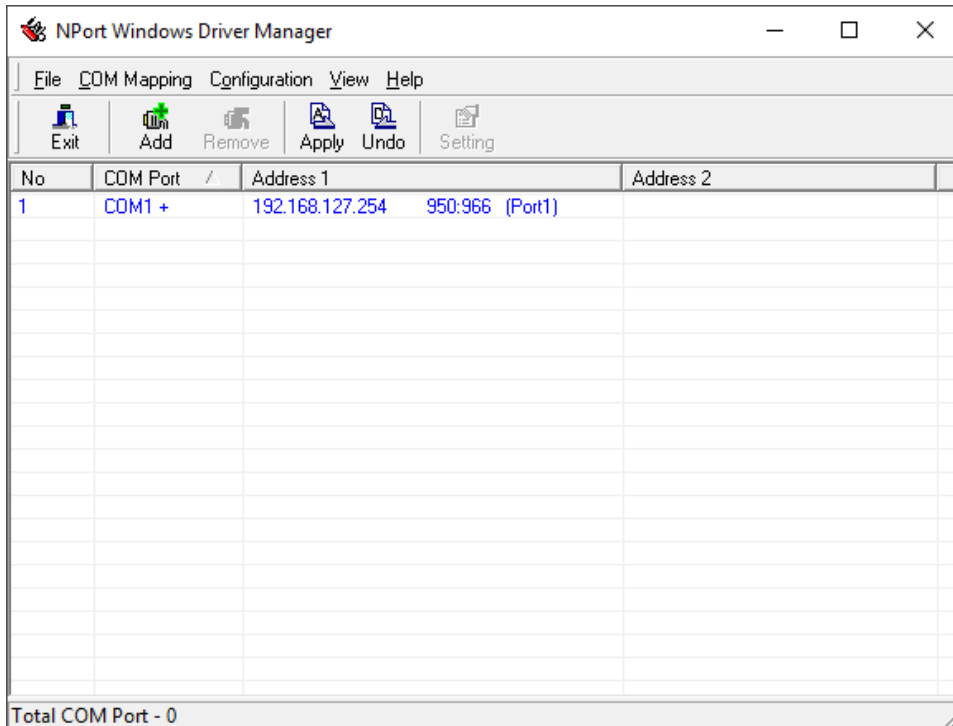 NPort Windows Driver Manager
File COM Mapping Configuration View Help
Exit Add Remove Apply Undo Setting
No COM Port Address 1 Address 2
1 COM1 + 192.168.127.254 950:966 (Port1)
Total COM Port - 0